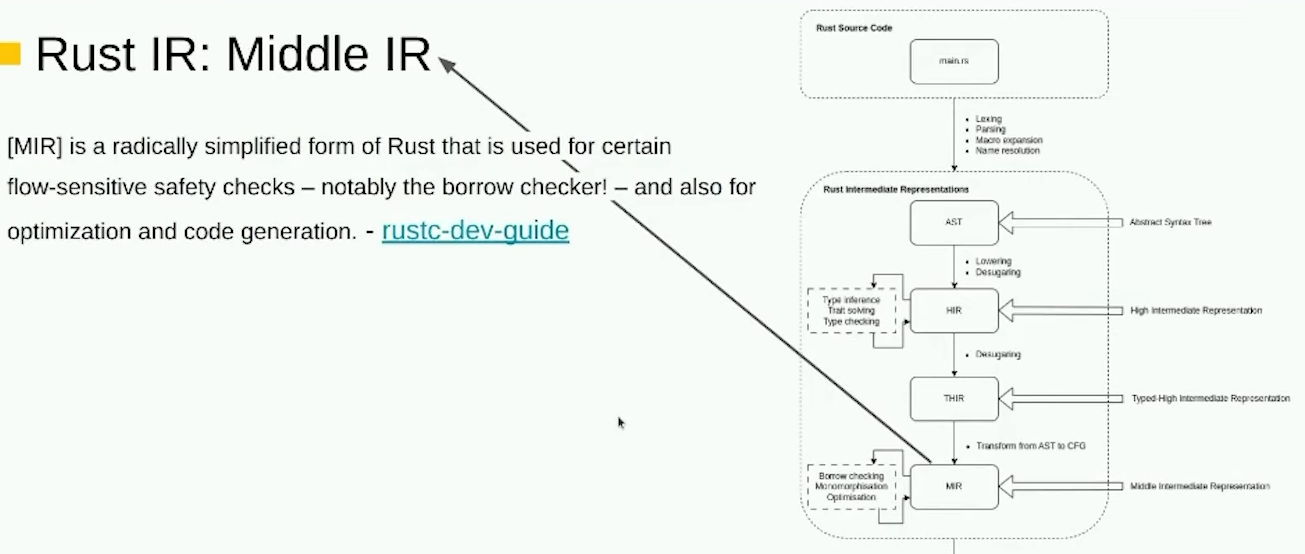 Rust IR: Middle IR
[MIR] is a radically simplified form of Rust that is used for certain
flow-sensitive safety checks – notably the borrow checker! – and also for
optimization and code generation. - rustc-dev-guide
Rust Source Code
main.rs
• Lexing
• Parsing
• Macro expansion
• Name resolution
Rust Intermediate Representations
AST
Abstract Syntax Tree
• Lowering
• Desugaring
Type inference
Trait solving
Type checking
HIR
High Intermediate Representation
• Desugaring
THIR
Typed-High Intermediate Representation
• Transform from AST to CFG
Borrow checking
Monomorphisation
Optimisation
MIR
Middle Intermediate Representation